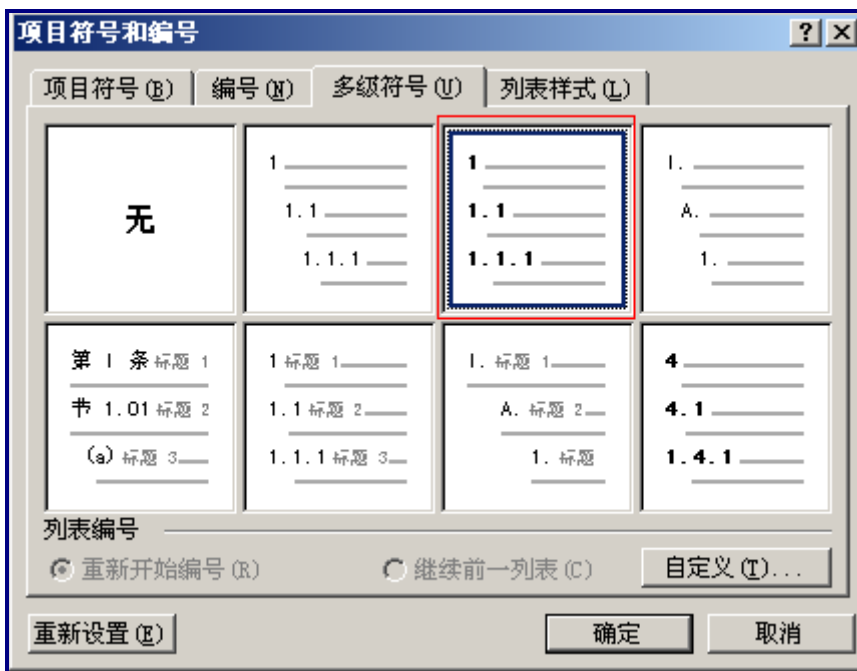 项目符号和编号
项目符号(B) 编号(N) 多级符号(U) 列表样式(L)
无
1
1.1
1.1.1
1
1.1
1.1.1
I.
A.
1.
第 I 条 标题 1
节 1.01 标题 2
(a) 标题 3
1 标题 1
1.1 标题 2
1.1.1 标题 3
I. 标题 1
A. 标题 2
1. 标题
4
4.1
1.4.1
列表编号
重新开始编号(R) 继续前一列表(C) 自定义(T)...
重新设置(E) 确定 取消